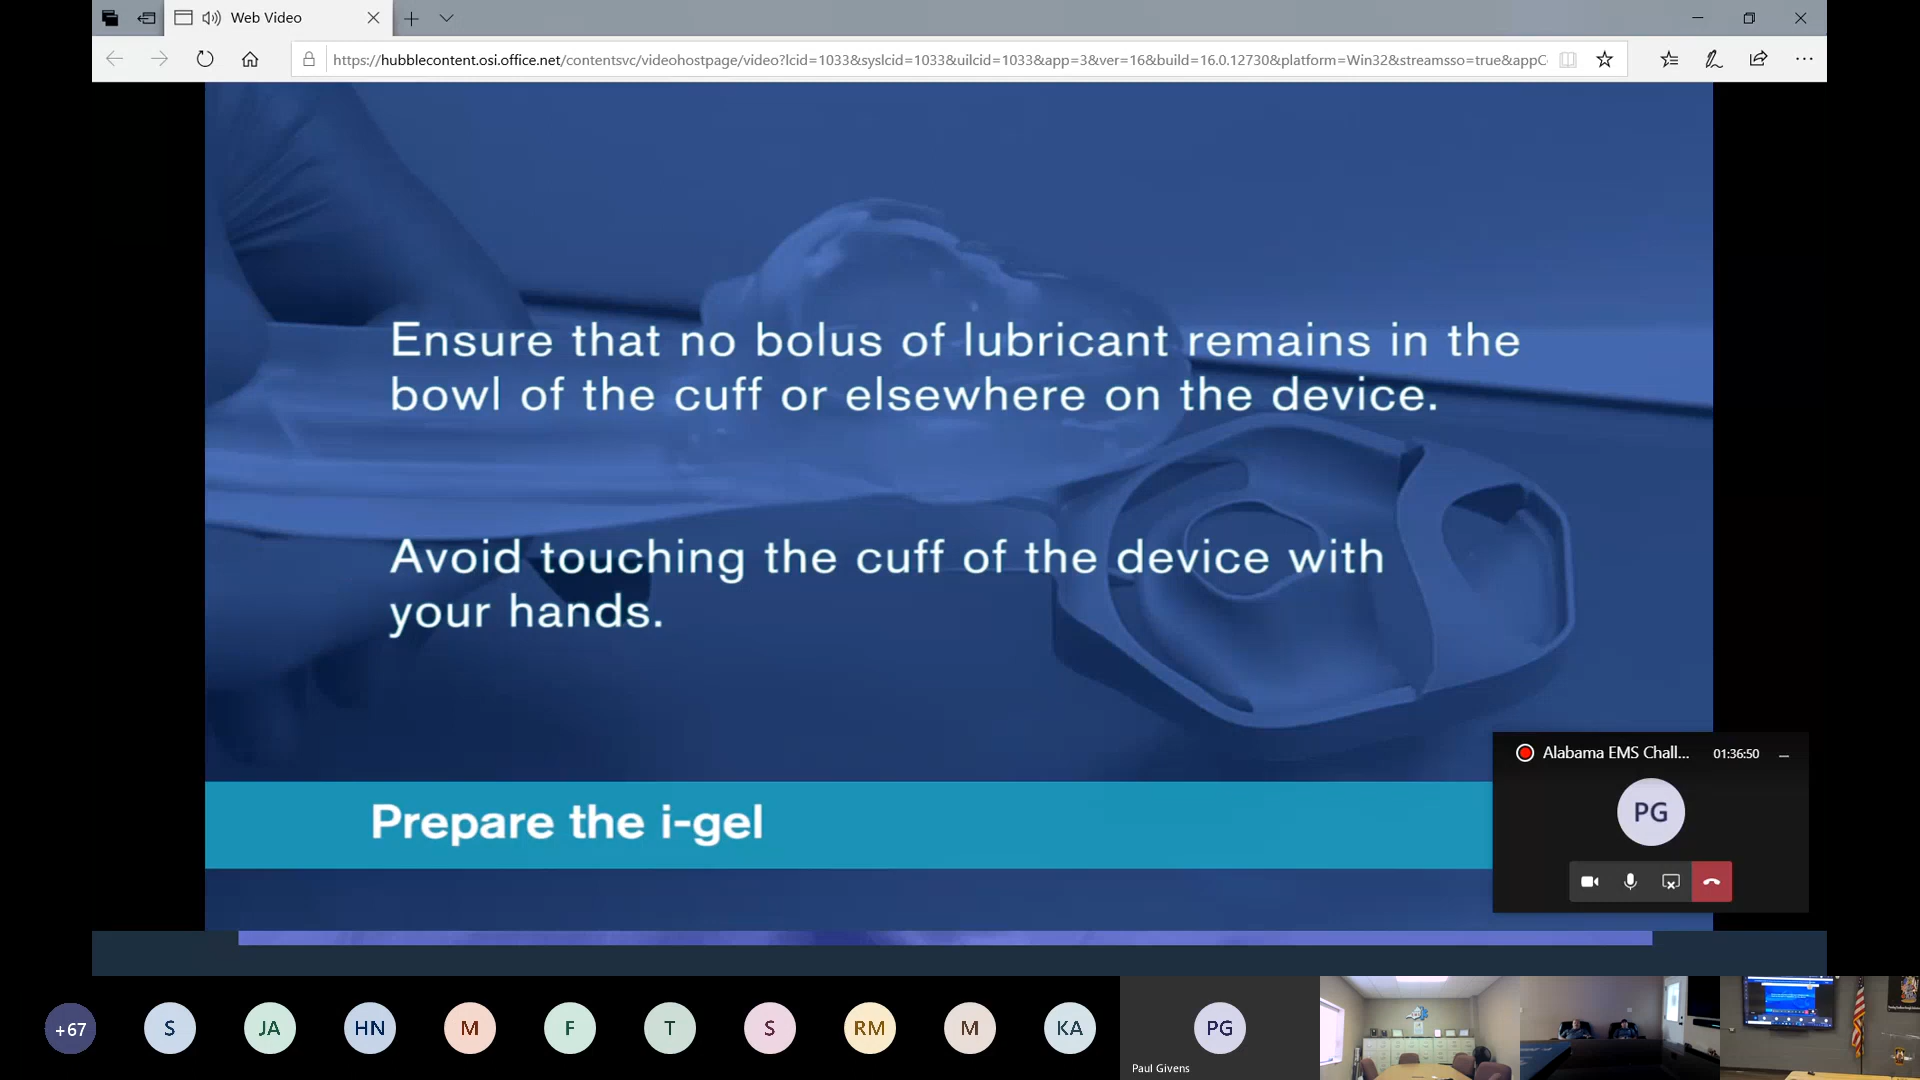 Web Video
https://hubblecontent.osi.office.net/contentsvc/videohostpage/video?lcid=1033&syslcid=1033&uilcid=1033&app=3&ver=16&build=16.0.12730&platform=Win32&streamsso=true&appC
Ensure that no bolus of lubricant remains in the
bowl of the cuff or elsewhere on the device.
Avoid touching the cuff of the device with
your hands.
Prepare the i-gel
Alabama EMS Chall... 01:36:50
PG
+67 S JA HN M F T S RM M KA PG
Paul Givens